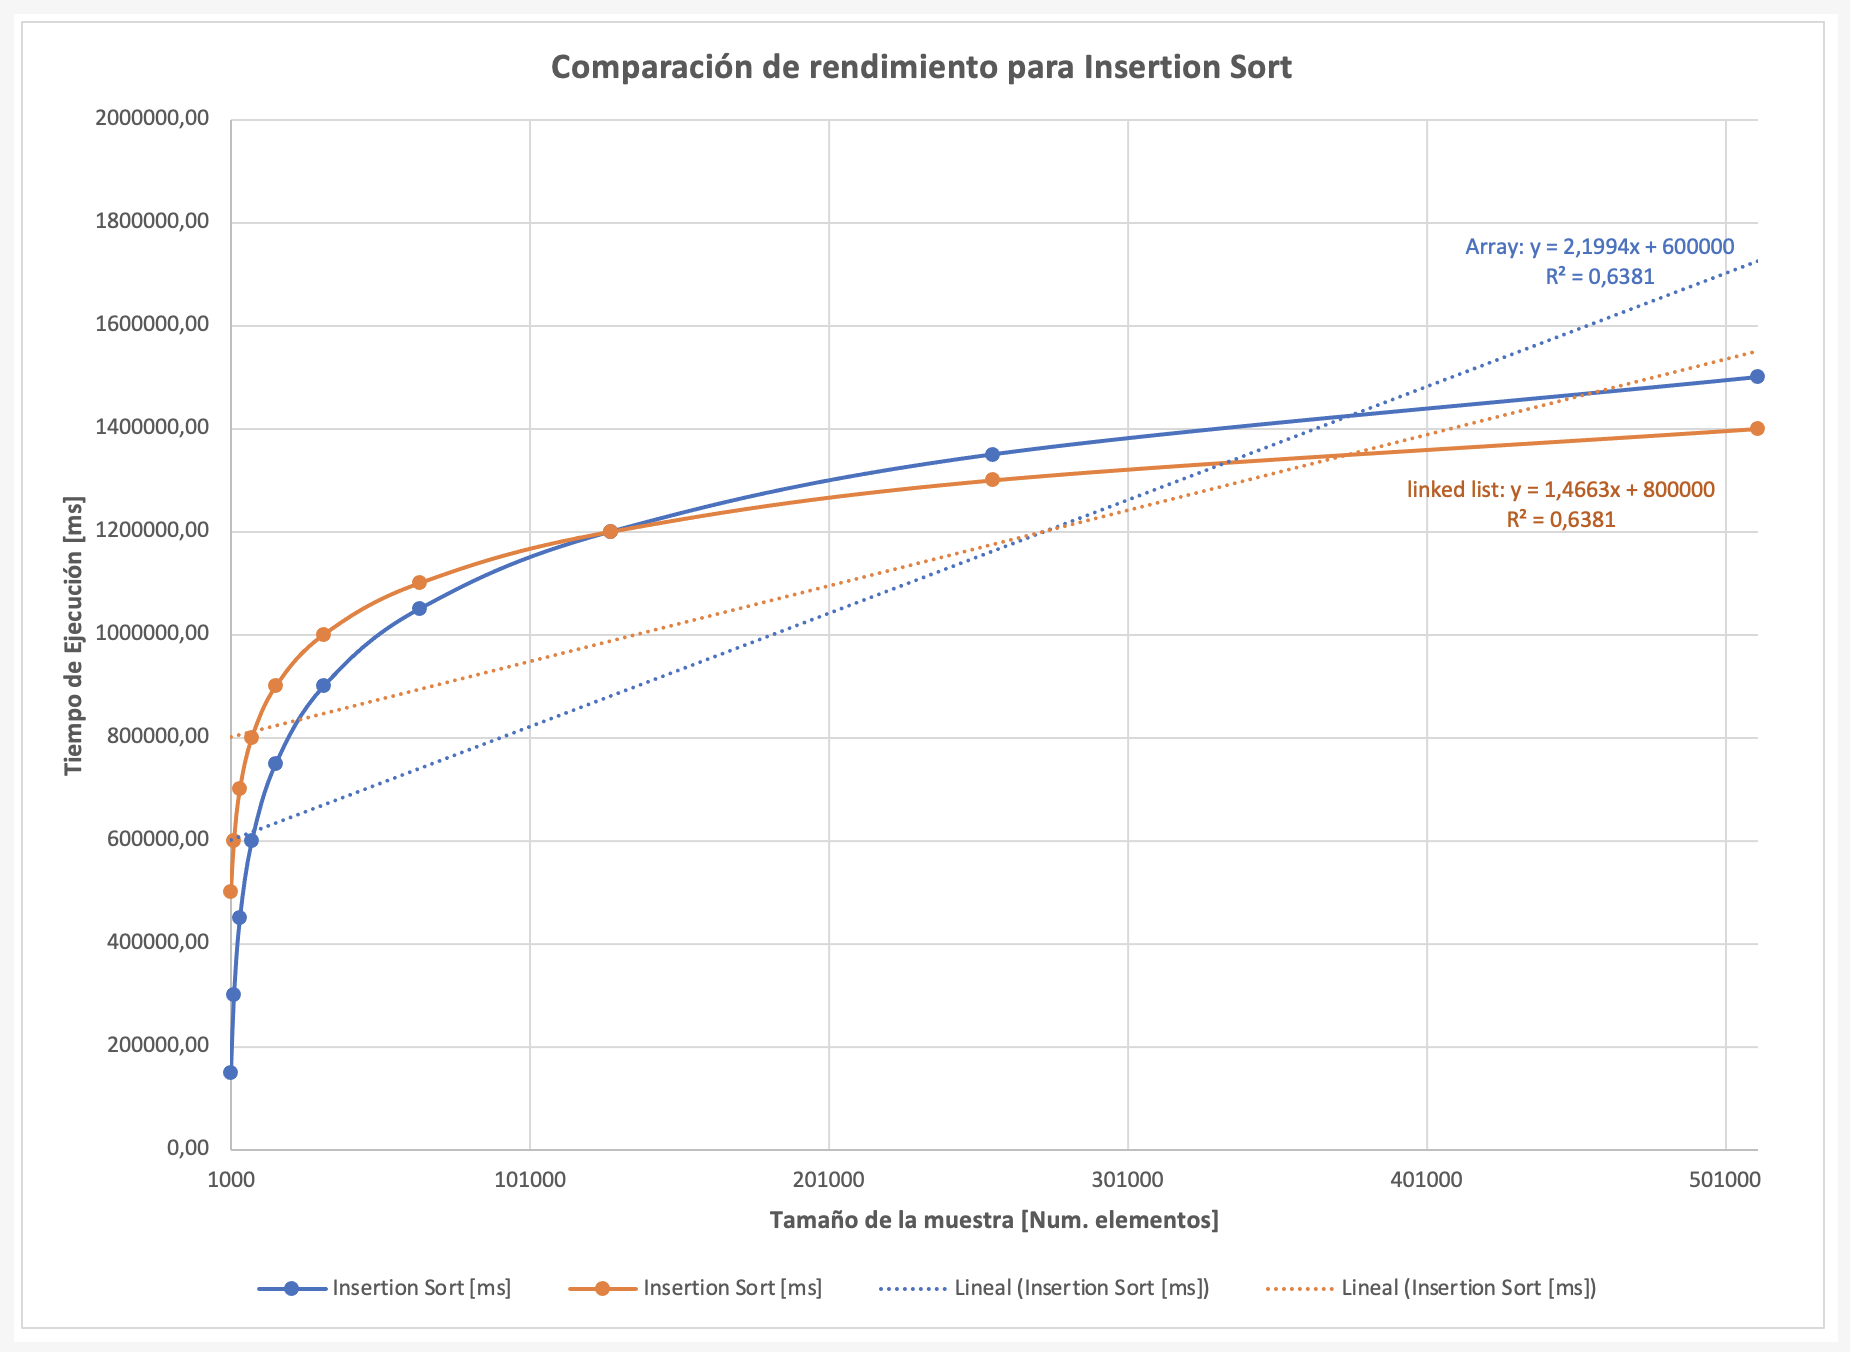 Comparación de rendimiento para Insertion Sort
2000000,00
1800000,00
1600000,00
1400000,00
1200000,00
1000000,00
800000,00
600000,00
400000,00
200000,00
0,00
Tiempo de Ejecución [ms]
Array: y = 2,1994x + 600000
R² = 0,6381
linked list: y = 1,4663x + 800000
R² = 0,6381
1000 101000 201000 301000 401000 501000
Tamaño de la muestra [Num. elementos]
Insertion Sort [ms] Insertion Sort [ms] Lineal (Insertion Sort [ms]) Lineal (Insertion Sort [ms])